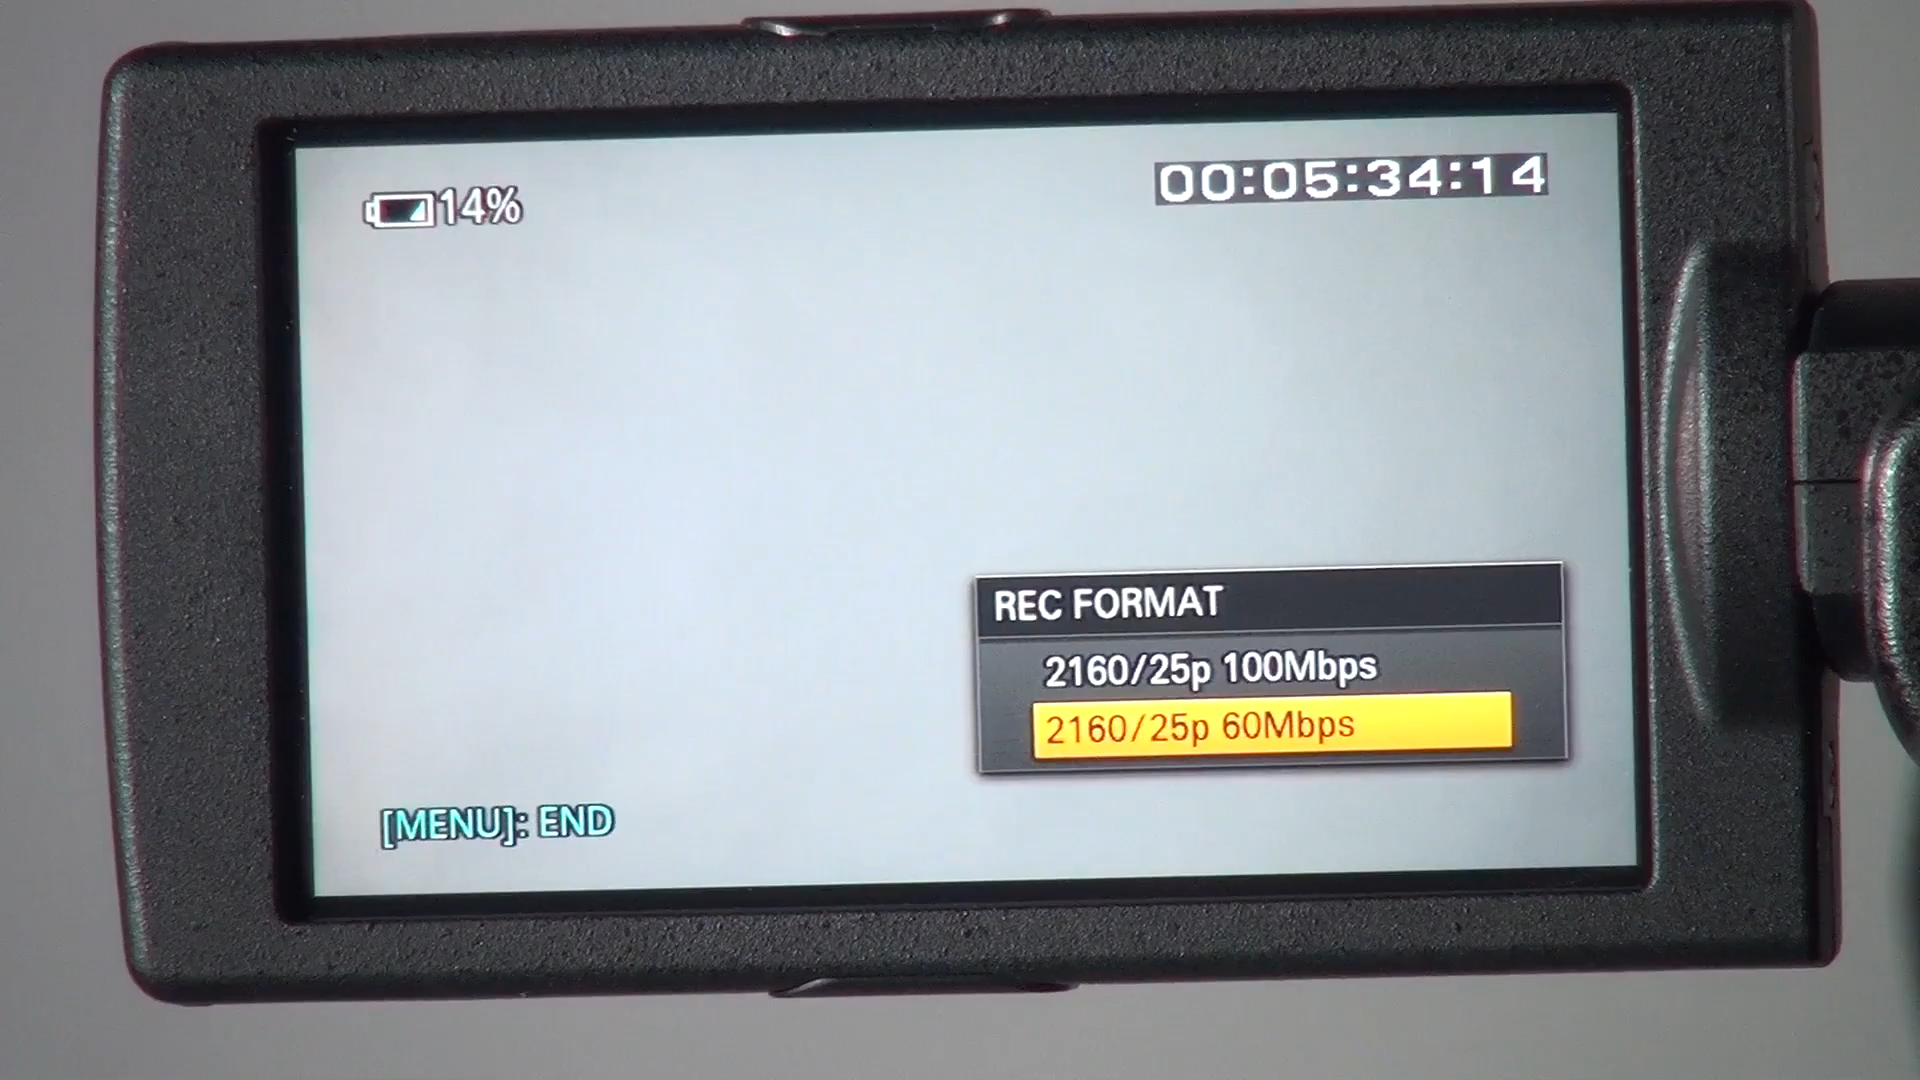 14%
00:05:34:14
REC FORMAT
2160/25p 100Mbps
2160/25p 60Mbps
[MENU]: END